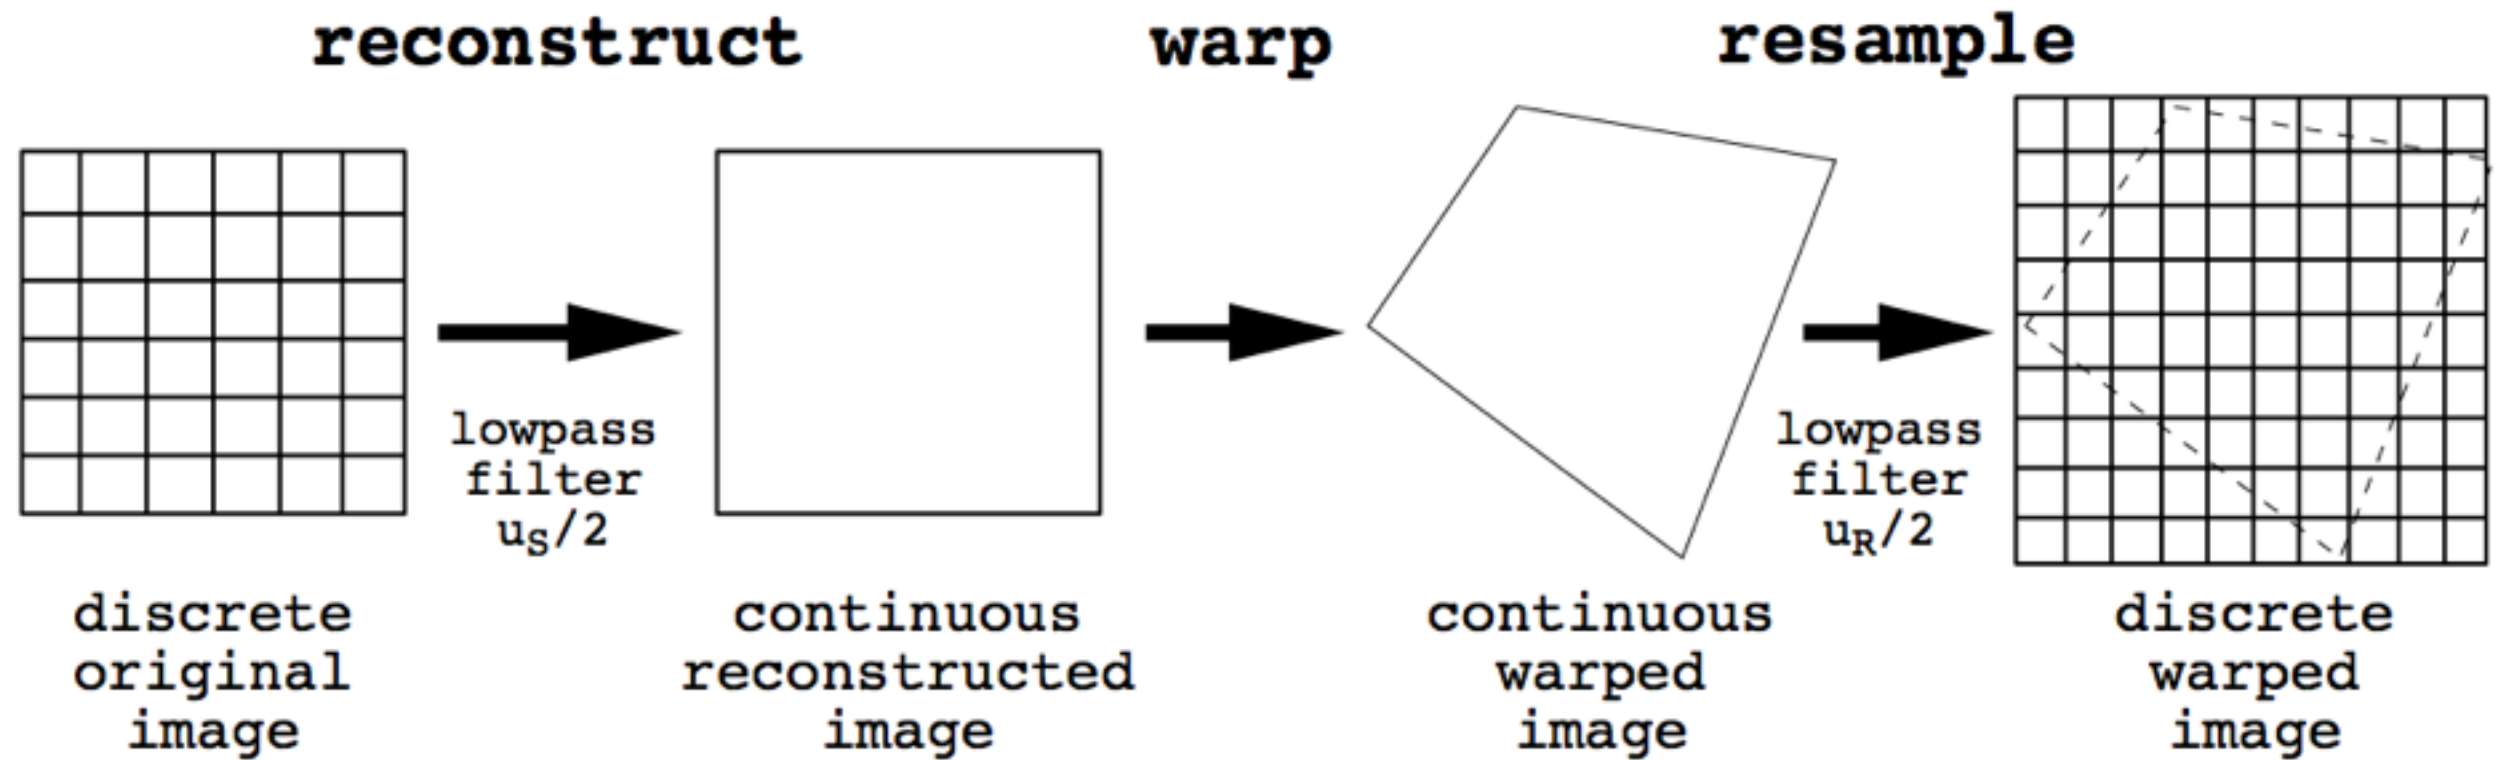 reconstruct warp resample
lowpass
filter
uS/2
lowpass
filter
uR/2
discrete
original
image
continuous
reconstructed
image
continuous
warped
image
discrete
warped
image